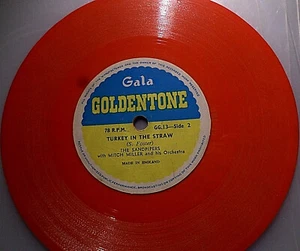 Gala
GOLDENTONE
78 R.P.M. GG.13—Side 2
TURKEY IN THE STRAW
THE SANDPIPERS
with MITCH MILLER and his Orchestra
MADE IN ENGLAND